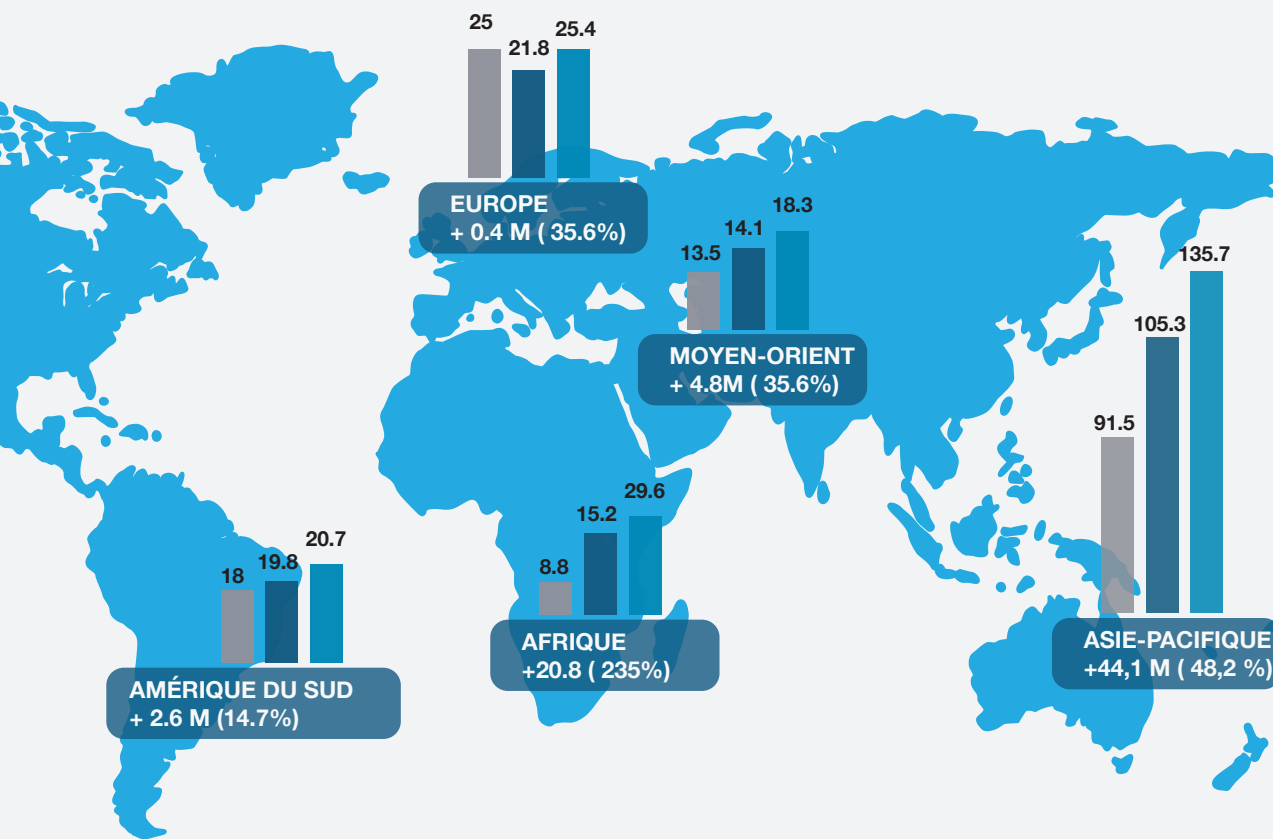 25
21.8
25.4
EUROPE
+ 0.4 M ( 35.6%)
13.5
14.1
18.3
MOYEN-ORIENT
+ 4.8M ( 35.6%)
91.5
105.3
135.7
ASIE-PACIFIQUE
+44,1 M ( 48,2 %)
8.8
15.2
29.6
AFRIQUE
+20.8 ( 235%)
18
19.8
20.7
AMÉRIQUE DU SUD
+ 2.6 M (14.7%)